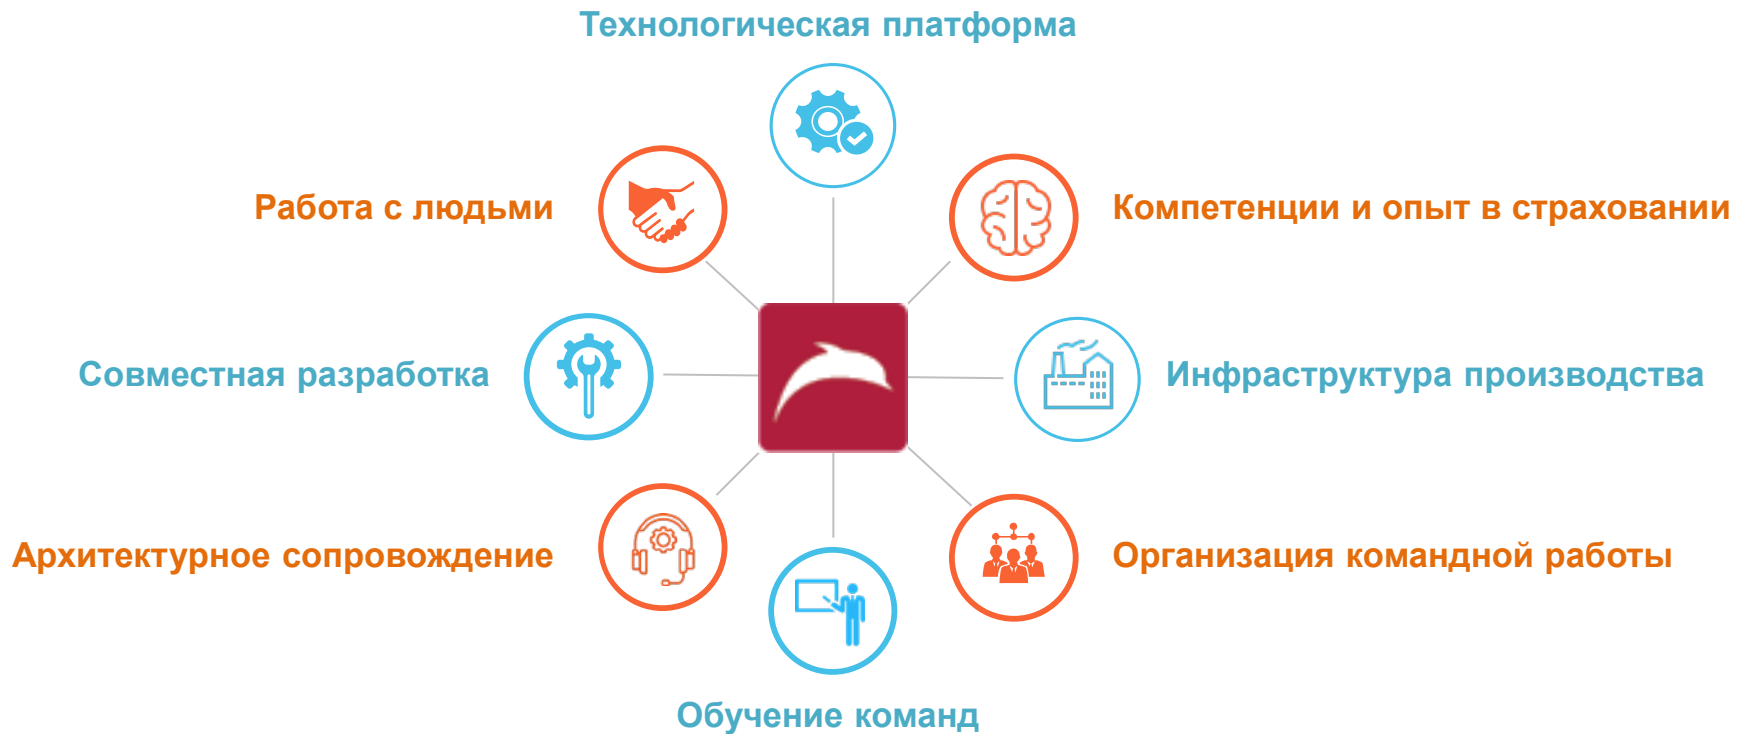 Технологическая платформа
Работа с людьми
Компетенции и опыт в страховании
Совместная разработка
Инфраструктура производства
Архитектурное сопровождение
Организация командной работы
Обучение команд